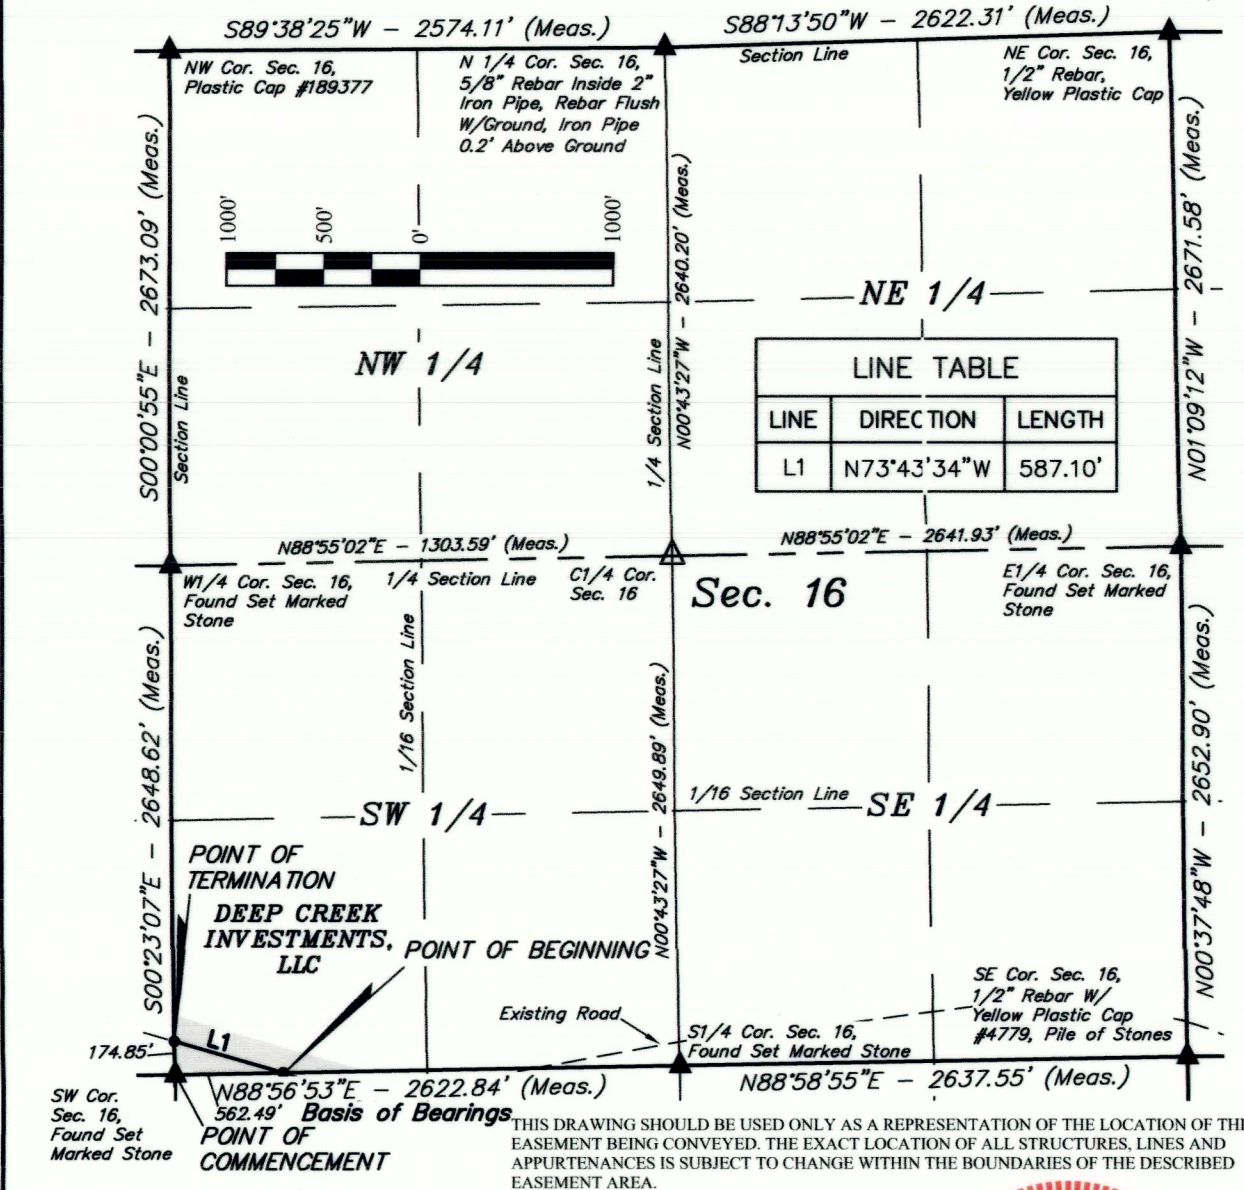 S89°38'25"W - 2574.11' (Meas.)
S88°13'50"W - 2622.31' (Meas.)
Section Line
NW Cor. Sec. 16,
Plastic Cap #189377
N 1/4 Cor. Sec. 16,
5/8" Rebar Inside 2"
Iron Pipe, Rebar Flush
W/Ground, Iron Pipe
0.2' Above Ground
NE Cor. Sec. 16,
1/2" Rebar,
Yellow Plastic Cap
S00°00'55"E - 2673.09' (Meas.)
Section Line
1000'
500'
0'
1000'
1/4 Section Line
N00°43'27"W - 2640.20' (Meas.)
N01°09'12"W - 2671.58' (Meas.)
NW 1/4
NE 1/4
LINE TABLE
LINE DIRECTION LENGTH
L1 N73°43'34"W 587.10'
N88°55'02"E - 1303.59' (Meas.)
N88°55'02"E - 2641.93' (Meas.)
W1/4 Cor. Sec. 16,
Found Set Marked
Stone
1/4 Section Line
C1/4 Cor.
Sec. 16
Sec. 16
E1/4 Cor. Sec. 16,
Found Set Marked
Stone
S00°23'07"E - 2648.62' (Meas.)
1/16 Section Line
N00°43'27"W - 2649.89' (Meas.)
1/16 Section Line
N00°37'48"W - 2652.90' (Meas.)
SW 1/4
SE 1/4
POINT OF
TERMINATION
DEEP CREEK
INVESTMENTS,
LLC
POINT OF BEGINNING
L1
174.85'
Existing Road
S1/4 Cor. Sec. 16,
Found Set Marked Stone
SE Cor. Sec. 16,
1/2" Rebar W/
Yellow Plastic Cap
#4779, Pile of Stones
N88°56'53"E - 2622.84' (Meas.)
N88°58'55"E - 2637.55' (Meas.)
562.49' Basis of Bearings
SW Cor.
Sec. 16,
Found Set
Marked Stone
POINT OF
COMMENCEMENT
THIS DRAWING SHOULD BE USED ONLY AS A REPRESENTATION OF THE LOCATION OF THE
EASEMENT BEING CONVEYED. THE EXACT LOCATION OF ALL STRUCTURES, LINES AND
APPURTENANCES IS SUBJECT TO CHANGE WITHIN THE BOUNDARIES OF THE DESCRIBED
EASEMENT AREA.